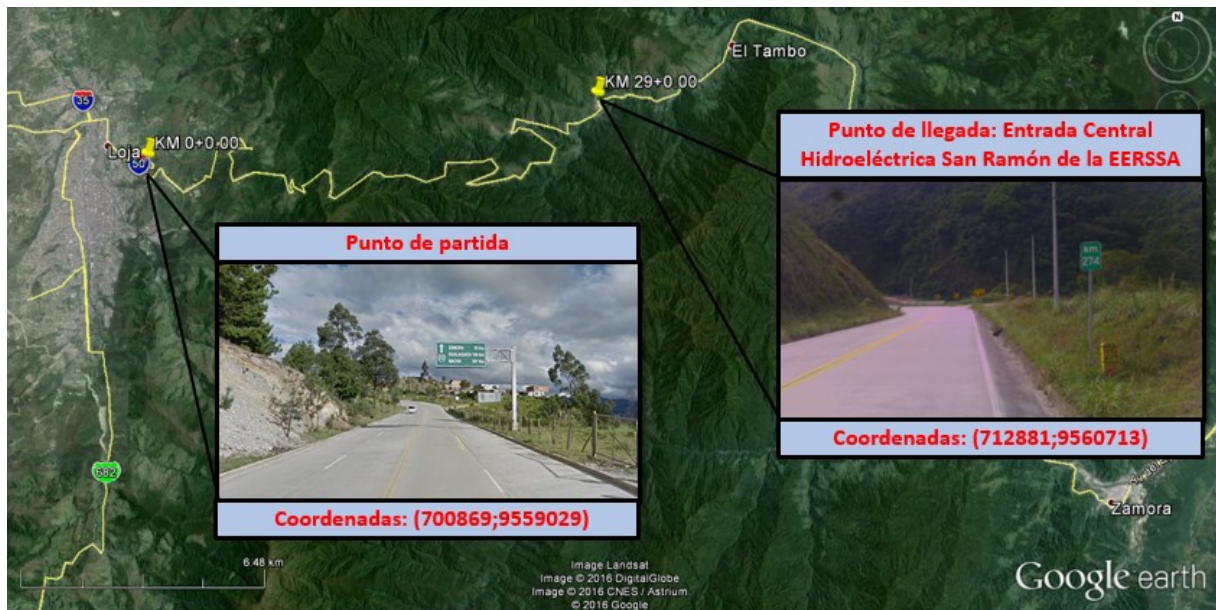 N
El Tambo
KM 29+0.00
35
KM 0+0.00
Loja
50
Punto de llegada: Entrada Central
Hidroeléctrica San Ramón de la EERSSA
km
274
Coordenadas: (712881;9560713)
Punto de partida
ZAMORA
Coordenadas: (700869;9559029)
682
Zamora
6.48 km
Image Landsat
Image © 2016 DigitalGlobe
Image © 2016 CNES / Astrium
© 2016 Google
Google earth